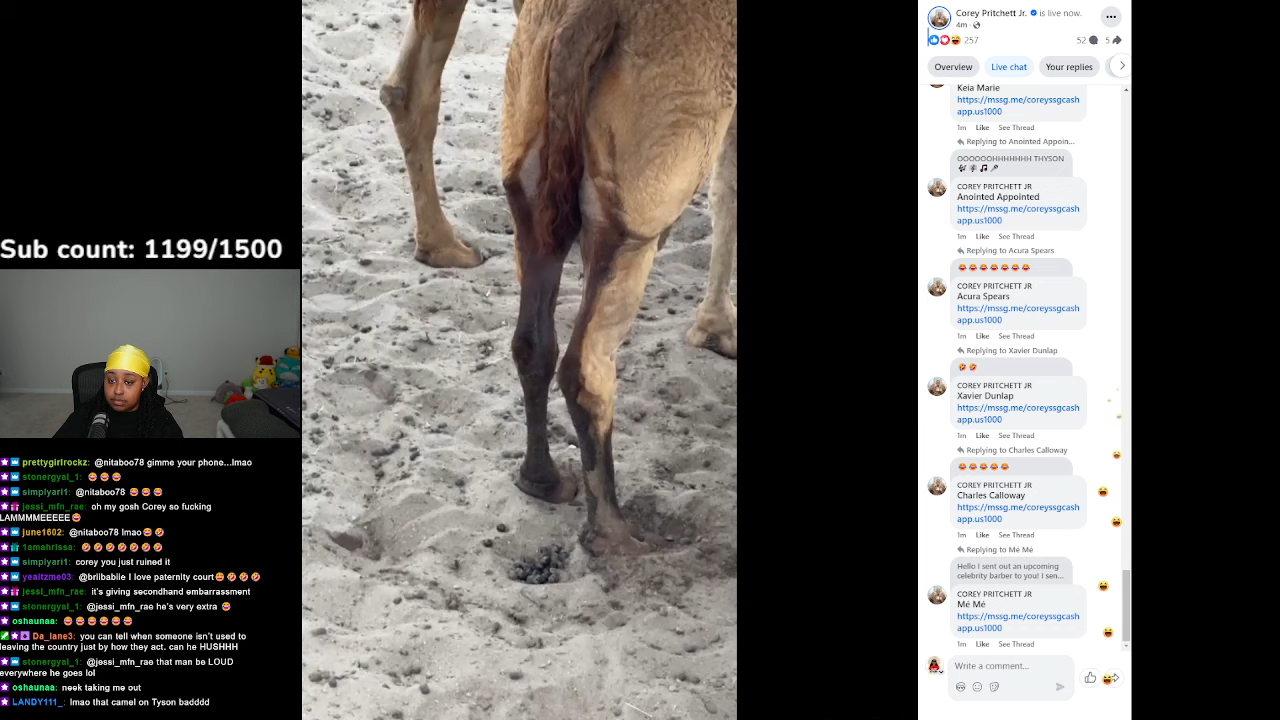 Sub count: 1199/1500
prettygirlrockz: @nitaboo78 gimme your phone...lmao
stonergyal_1:
simplyari1: @nitaboo78
jessi_mfn_rae: oh my gosh Corey so fucking
LAMMMMEEEEE
june1602: @nitaboo78 lmao
1amahrissa:
simplyari1: corey you just ruined it
yeaitzme03: @briibabiie I love paternity court
jessi_mfn_rae: it's giving secondhand embarrassment
stonergyal_1: @jessi_mfn_rae he's very extra
oshaunaa:
Da_lane3: you can tell when someone isn't used to
leaving the country just by how they act. can he HUSHHH
stonergyal_1: @jessi_mfn_rae that man be LOUD
everywhere he goes lol
oshaunaa: neek taking me out
LANDY111_: lmao that camel on Tyson badddd
Corey Pritchett Jr. is live now.
4m
257
52
5
Overview
Live chat
Your replies
Keia Marie
https://mssg.me/coreyssgcash
app.us1000
1m Like See Thread
Replying to Anointed Appoin...
OOOOOOHHHHHHH THYSON
COREY PRITCHETT JR
Anointed Appointed
https://mssg.me/coreyssgcash
app.us1000
1m Like See Thread
Replying to Acura Spears
COREY PRITCHETT JR
Acura Spears
https://mssg.me/coreyssgcash
app.us1000
1m Like See Thread
Replying to Xavier Dunlap
COREY PRITCHETT JR
Xavier Dunlap
https://mssg.me/coreyssgcash
app.us1000
1m Like See Thread
Replying to Charles Calloway
COREY PRITCHETT JR
Charles Calloway
https://mssg.me/coreyssgcash
app.us1000
1m Like See Thread
Replying to Mé Mé
Hello I sent out an upcoming
celebrity barber to you! I sen...
COREY PRITCHETT JR
Mé Mé
https://mssg.me/coreyssgcash
app.us1000
1m Like See Thread
Write a comment...